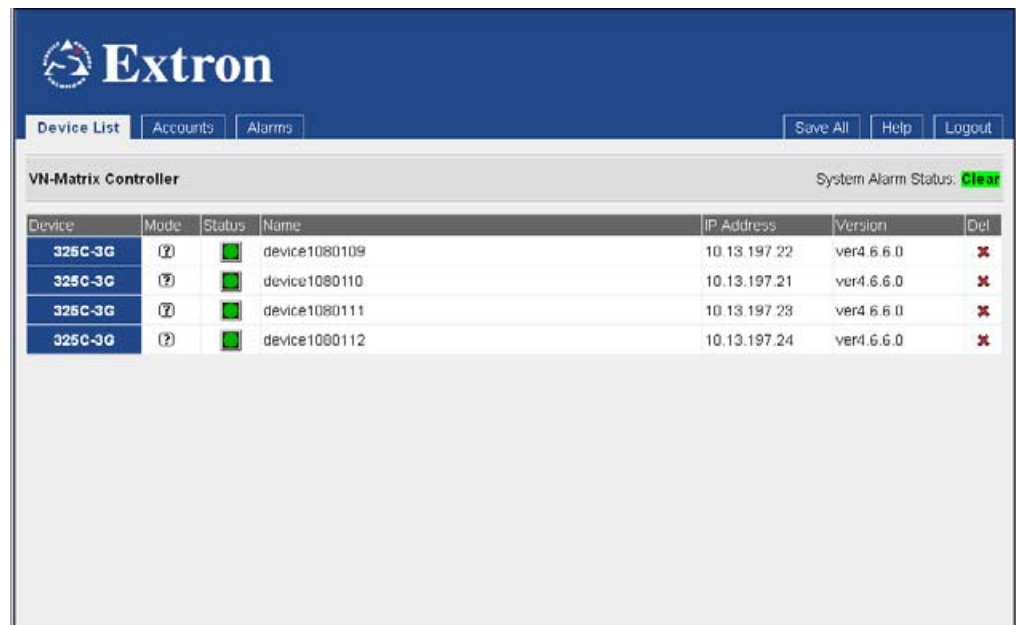 Extron
Device List Accounts Alarms Save All Help Logout
VN-Matrix Controller System Alarm Status: Clear
Device Mode Status Name IP Address Version Del
325C-3G ? device1080109 10.13.197.22 ver4.6.6.0
325C-3G ? device1080110 10.13.197.21 ver4.6.6.0
325C-3G ? device1080111 10.13.197.23 ver4.6.6.0
325C-3G ? device1080112 10.13.197.24 ver4.6.6.0